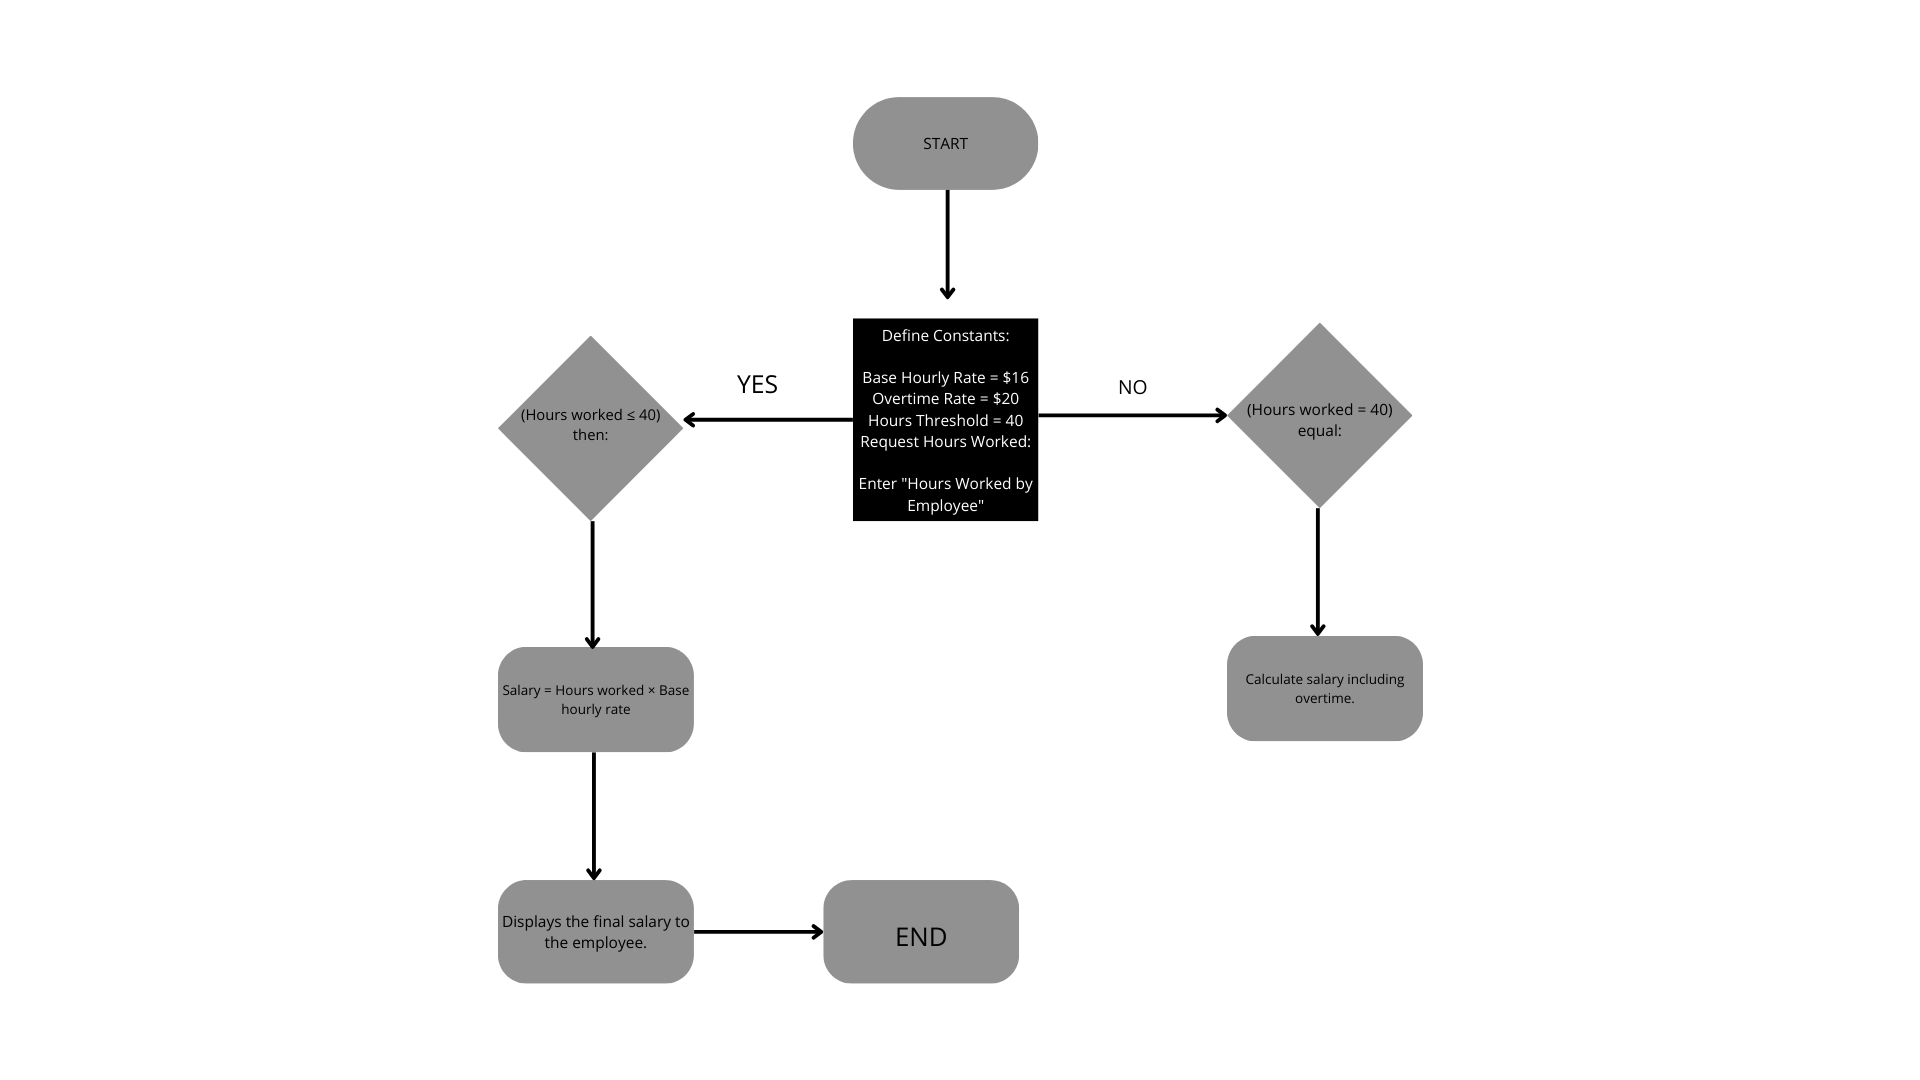 START
Define Constants:
Base Hourly Rate = $16
Overtime Rate = $20
Hours Threshold = 40
Request Hours Worked:
Enter "Hours Worked by
Employee"
YES
NO
(Hours worked ≤ 40)
then:
(Hours worked = 40)
equal:
Salary = Hours worked × Base
hourly rate
Calculate salary including
overtime.
Displays the final salary to
the employee.
END